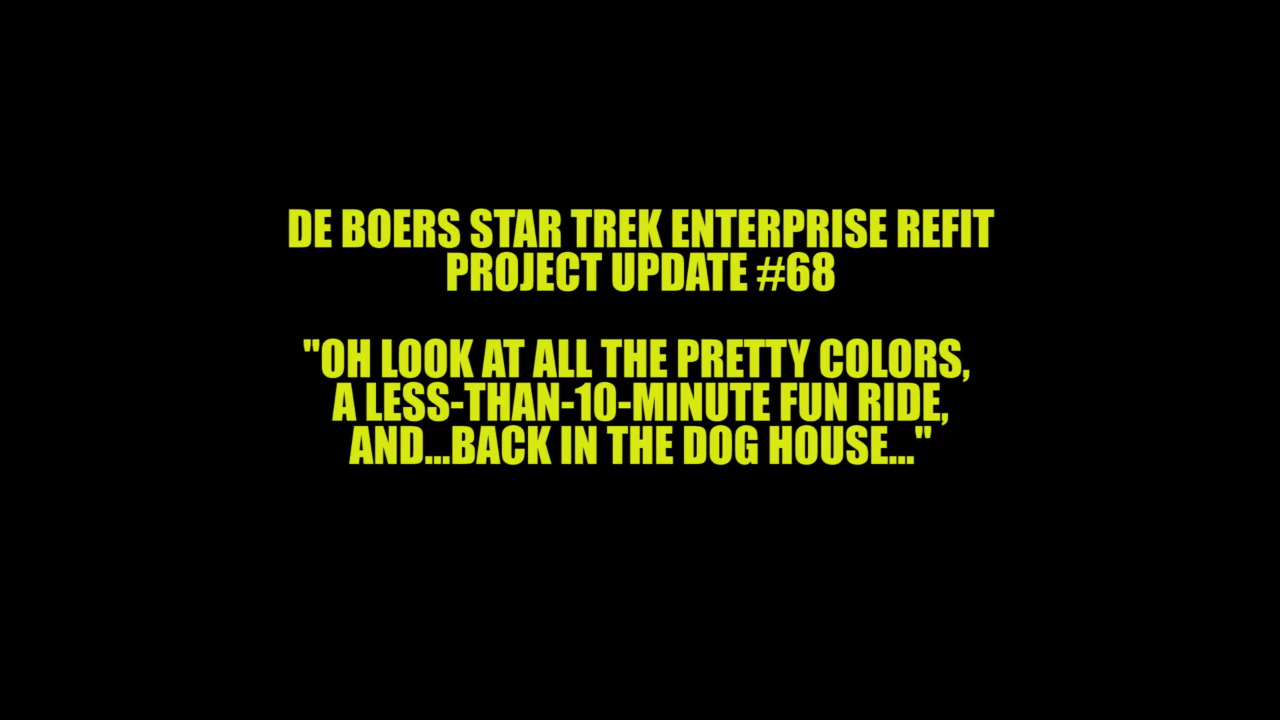 DE BOERS STAR TREK ENTERPRISE REFIT
PROJECT UPDATE #68
"OH LOOK AT ALL THE PRETTY COLORS,
A LESS-THAN-10-MINUTE FUN RIDE,
AND...BACK IN THE DOG HOUSE..."